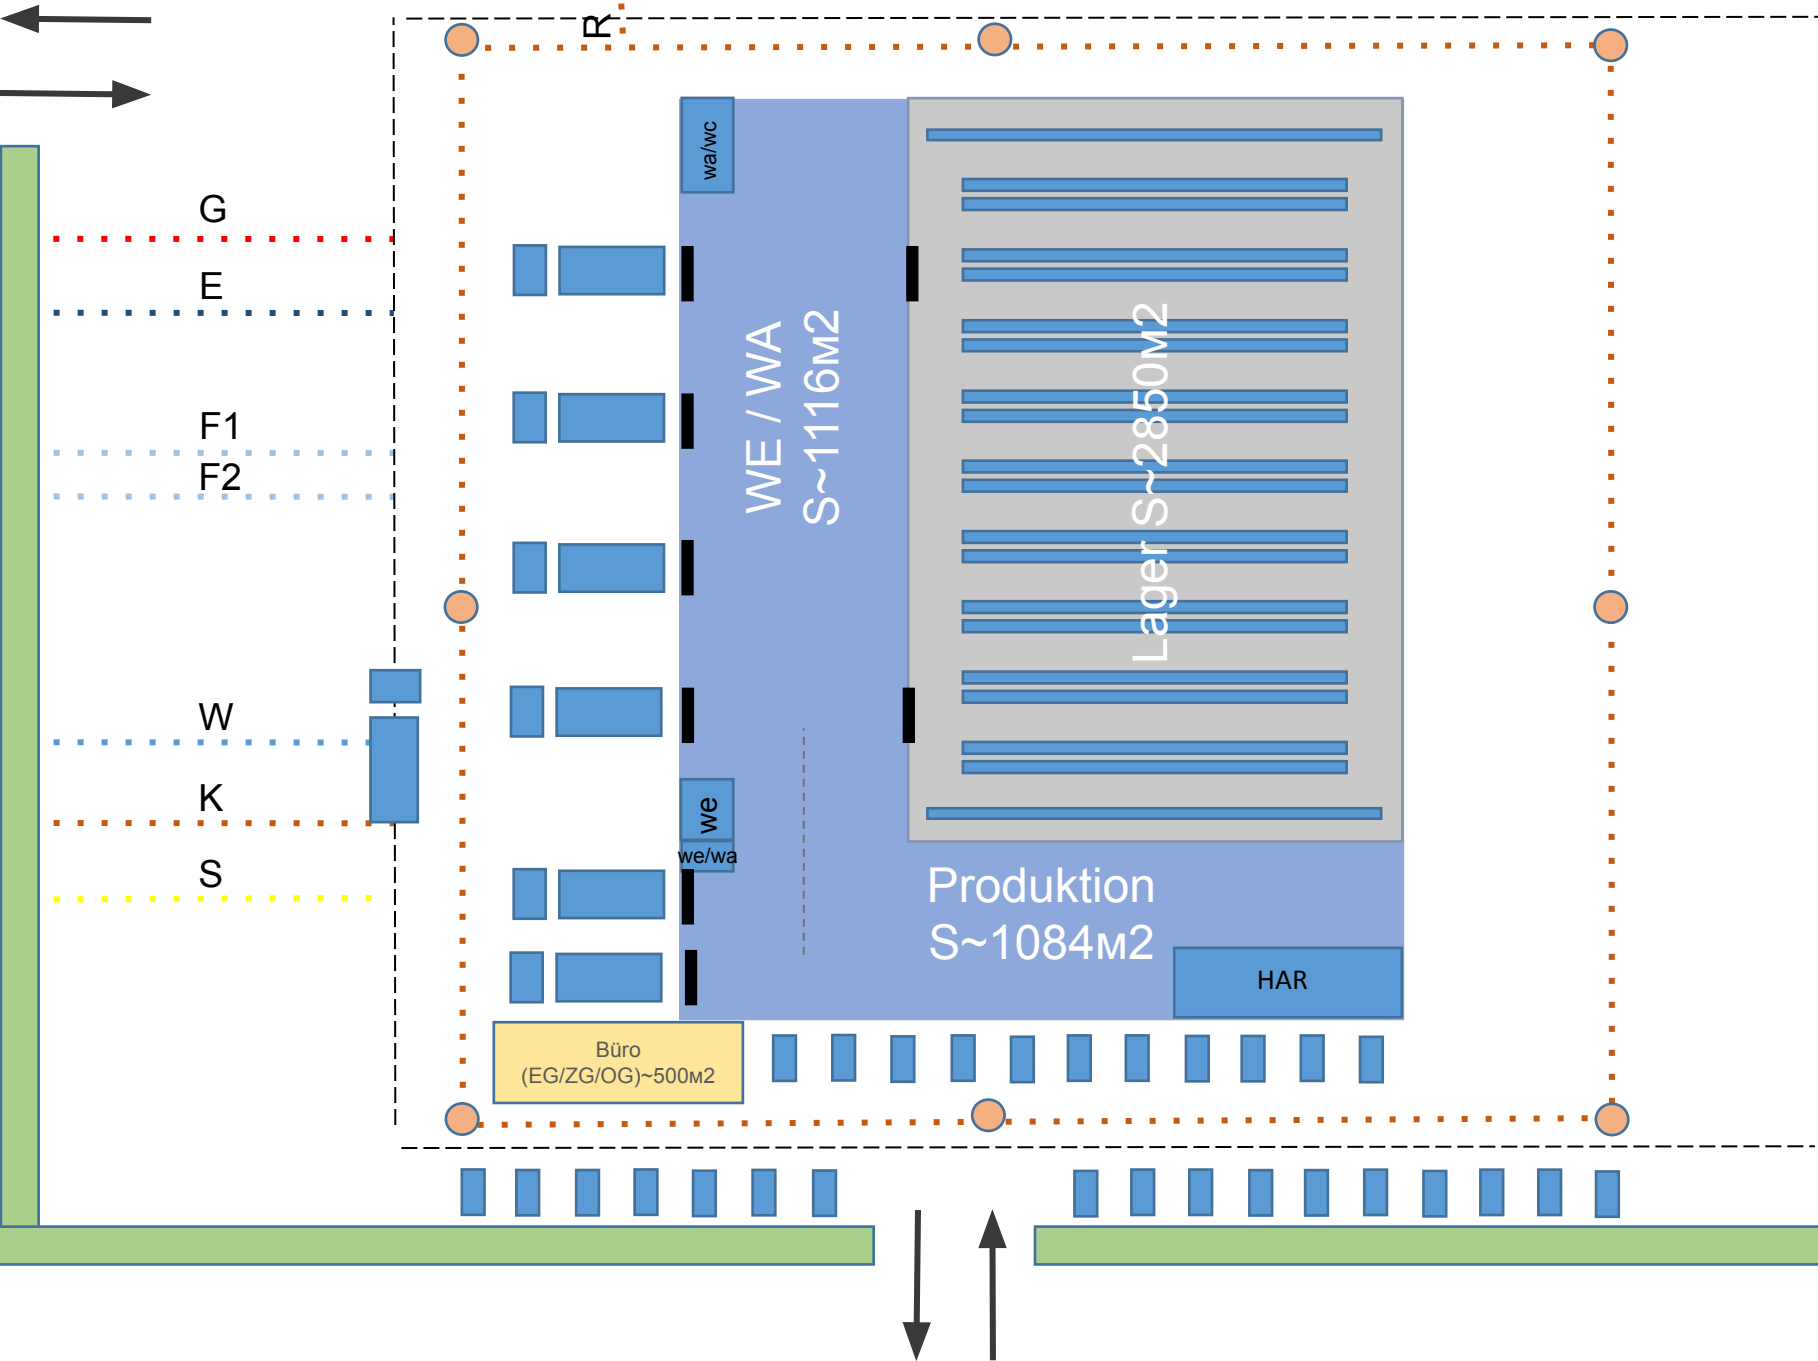 R
wa/wc
G
E
F1
F2
W
K
S
WE / WA
S~1116м2
Lager S~2850м2
we
we/wa
Produktion
S~1084м2
HAR
Büro
(EG/ZG/OG)~500м2